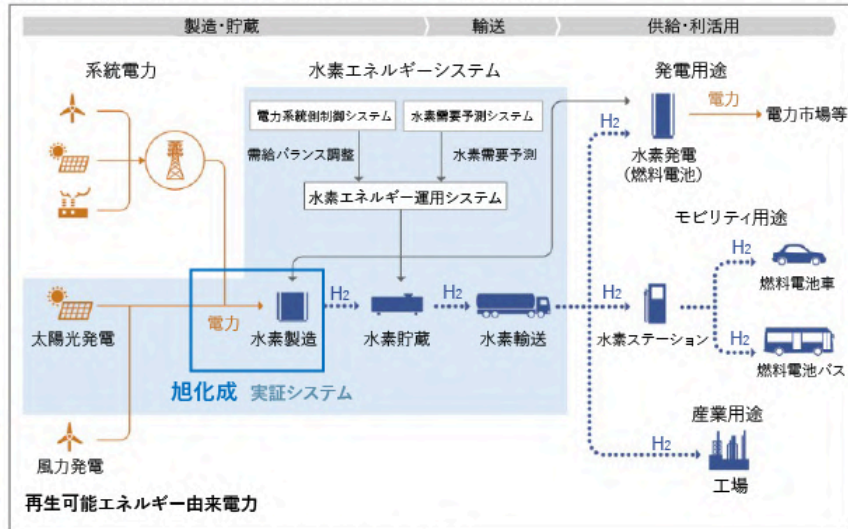 製造・貯蔵
輸送
供給・利活用
系統電力
水素エネルギーシステム
発電用途
電力系統側制御システム
水素需要予測システム
需給バランス調整
水素需要予測
水素エネルギー運用システム
H2
電力
電力市場等
水素発電
(燃料電池)
モビリティ用途
H2
燃料電池車
太陽光発電
電力
水素製造
H2
水素貯蔵
H2
水素輸送
H2
水素ステーション
H2
燃料電池バス
旭化成 実証システム
産業用途
H2
工場
風力発電
再生可能エネルギー由来電力